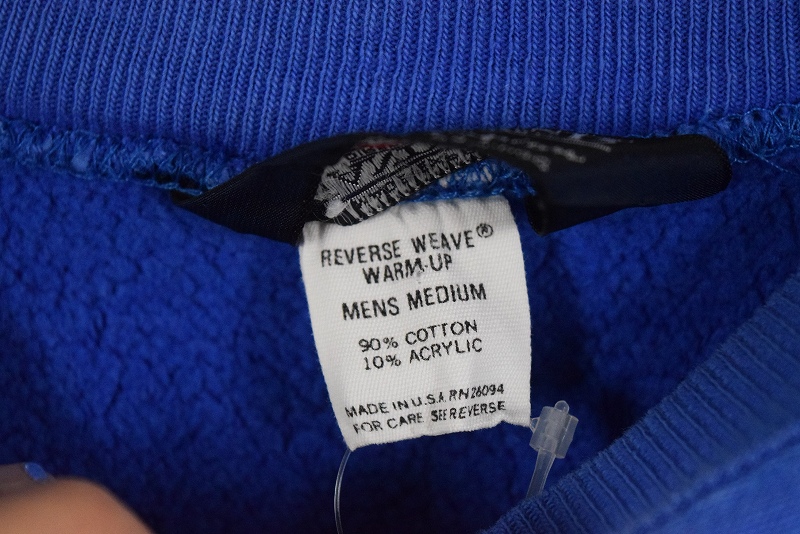 REVERSE WEAVE®
WARM-UP
MENS MEDIUM
90% COTTON
10% ACRYLIC
MADE IN U.S.A. RN 26094
FOR CARE SEE REVERSE